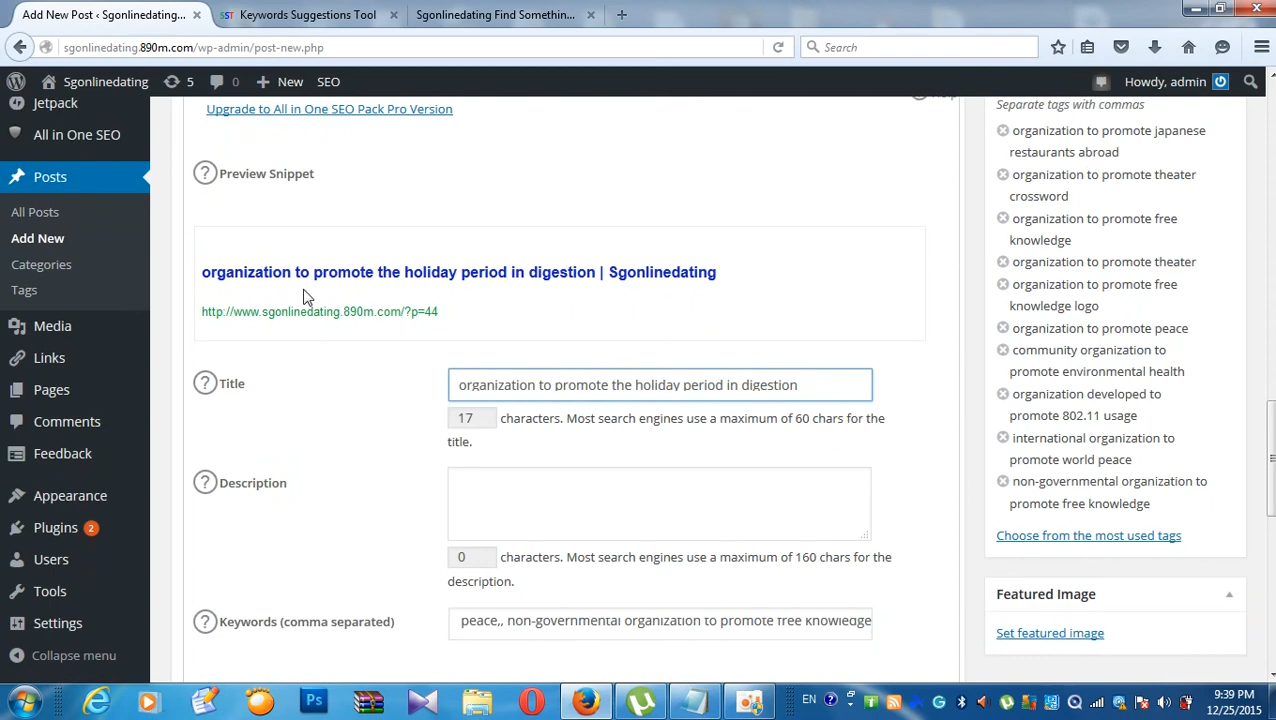 Add New Post ‹ Sgonlinedating...
Keywords Suggestions Tool
Sgonlinedating Find Somethin...
sgonlinedating.890m.com/wp-admin/post-new.php
Search
Sgonlinedating
5
0
New
SEO
Howdy, admin
Jetpack
All in One SEO
Posts
All Posts
Add New
Categories
Tags
Media
Links
Pages
Comments
Feedback
Appearance
Plugins 2
Users
Tools
Settings
Collapse menu
Upgrade to All in One SEO Pack Pro Version
Help
Preview Snippet
organization to promote the holiday period in digestion | Sgonlinedating
http://www.sgonlinedating.890m.com/?p=44
Title
organization to promote the holiday period in digestion
17 characters. Most search engines use a maximum of 60 chars for the
title.
Description
0 characters. Most search engines use a maximum of 160 chars for the
description.
Keywords (comma separated)
peace,, non-governmental organization to promote free knowledge
Separate tags with commas
organization to promote japanese
restaurants abroad
organization to promote theater
crossword
organization to promote free
knowledge
organization to promote theater
organization to promote free
knowledge logo
organization to promote peace
community organization to
promote environmental health
organization developed to
promote 802.11 usage
international organization to
promote world peace
non-governmental organization to
promote free knowledge
Choose from the most used tags
Featured Image
Set featured image
EN
9:39 PM
12/25/2015